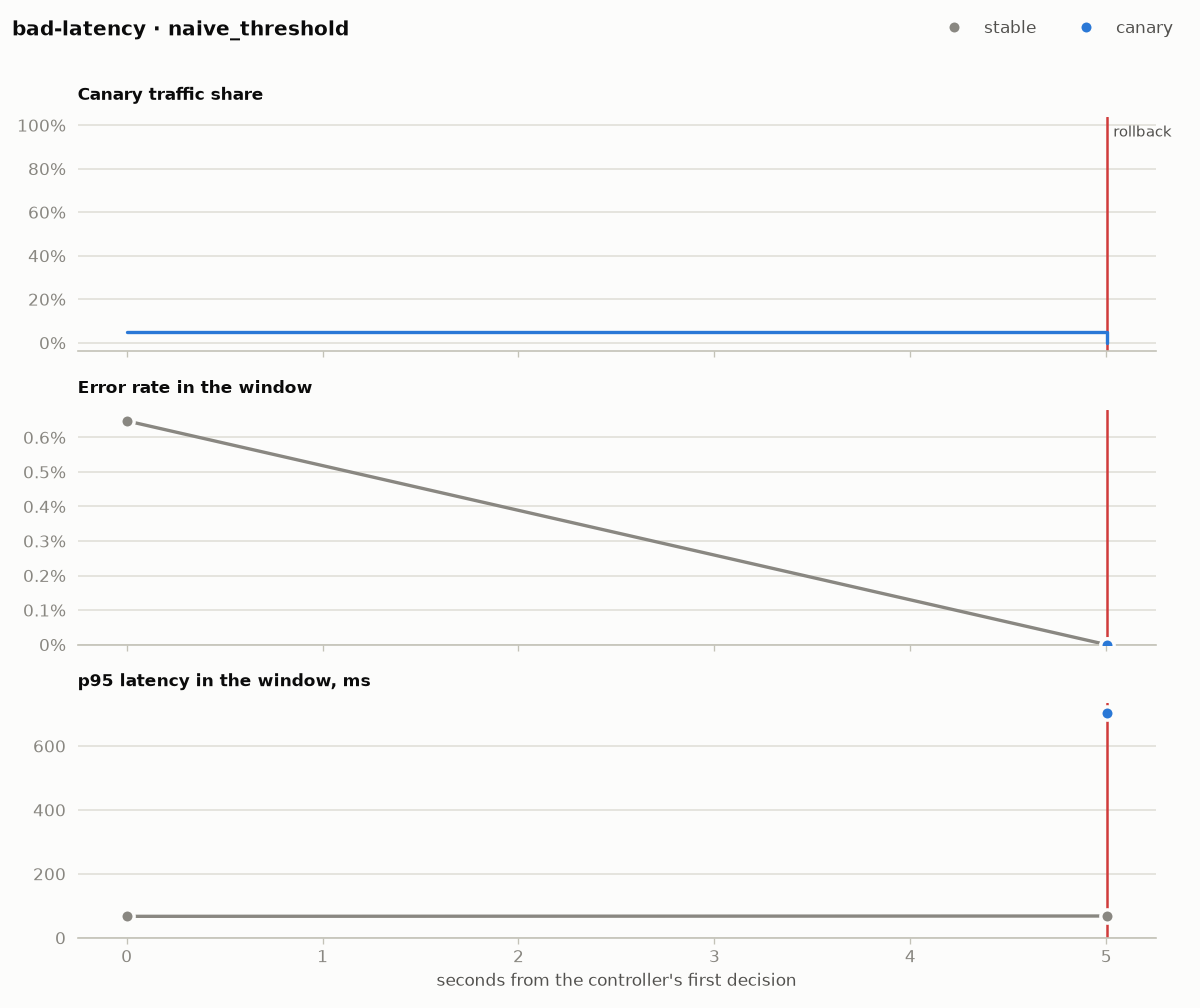 bad-latency · naive_threshold
stable canary
Canary traffic share
100%
rollback
80%
60%
40%
20%
0%
Error rate in the window
0.6%
0.5%
0.4%
0.3%
0.2%
0.1%
0%
p95 latency in the window, ms
600
400
200
0
0 1 2 3 4 5
seconds from the controller's first decision